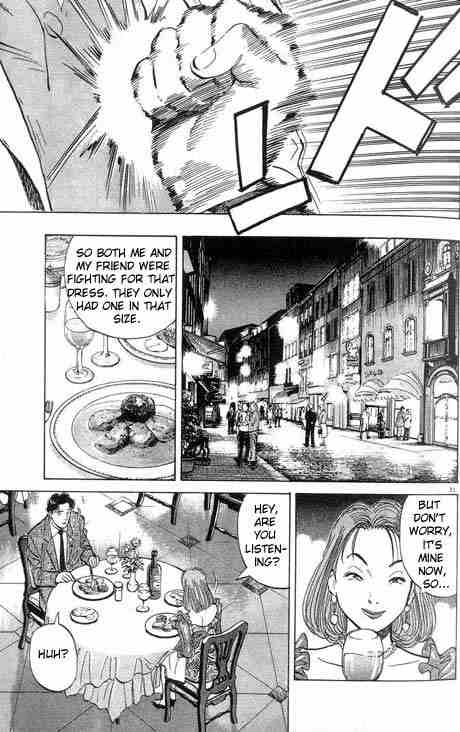 ド
SO BOTH ME AND
MY FRIEND WERE
FIGHTING FOR THAT
DRESS. THEY ONLY
HAD ONE IN THAT
SIZE.
BUT
DON'T
WORRY,
IT'S
MINE
NOW,
SO...
HEY,
ARE
YOU
LISTEN-
ING?
HUH?